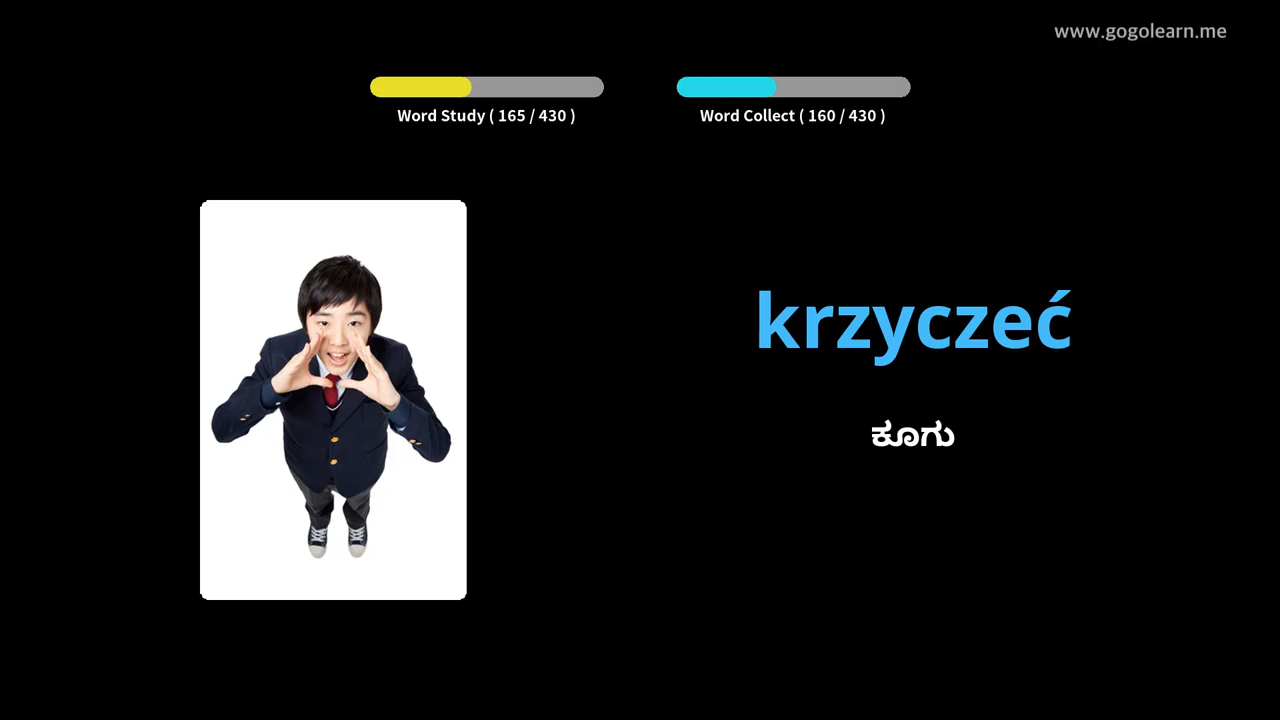 www.gogolearn.me
Word Study ( 165 / 430 )
Word Collect ( 160 / 430 )
krzyczeć
ಕೂಗು